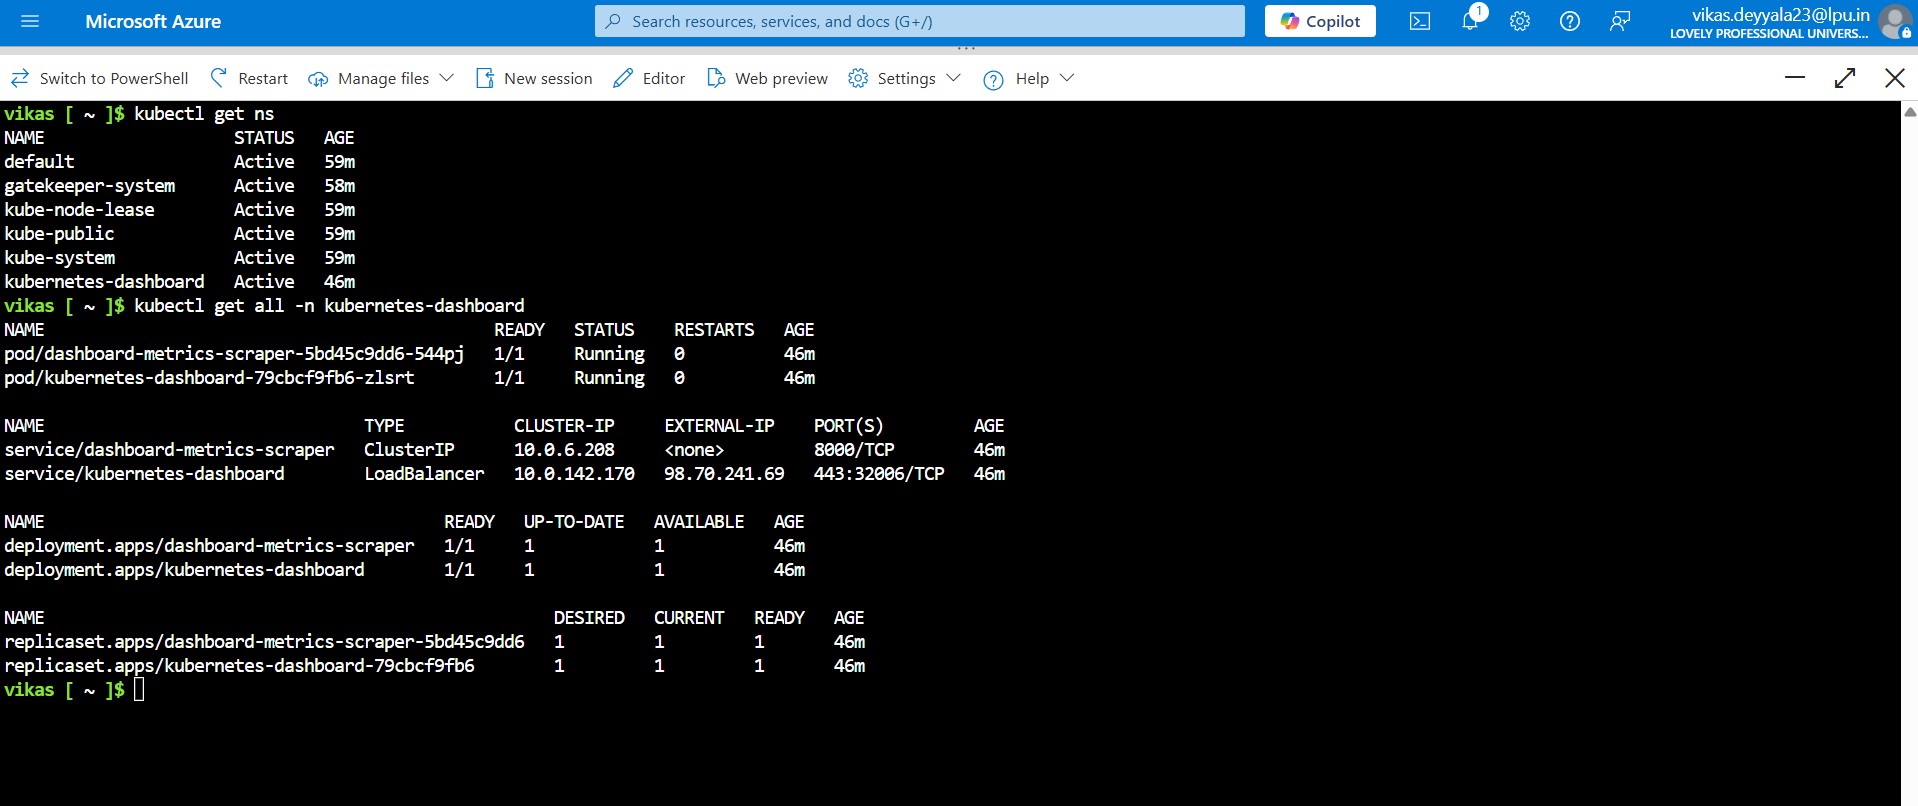 Microsoft Azure
Search resources, services, and docs (G+/)
Copilot
1
vikas.deyyala23@lpu.in
LOVELY PROFESSIONAL UNIVERS...
Switch to PowerShell Restart Manage files New session Editor Web preview Settings Help
vikas [ ~ ]$ kubectl get ns
NAME STATUS AGE
default Active 59m
gatekeeper-system Active 58m
kube-node-lease Active 59m
kube-public Active 59m
kube-system Active 59m
kubernetes-dashboard Active 46m
vikas [ ~ ]$ kubectl get all -n kubernetes-dashboard
NAME READY STATUS RESTARTS AGE
pod/dashboard-metrics-scraper-5bd45c9dd6-544pj 1/1 Running 0 46m
pod/kubernetes-dashboard-79cbcf9fb6-zlsrt 1/1 Running 0 46m
NAME TYPE CLUSTER-IP EXTERNAL-IP PORT(S) AGE
service/dashboard-metrics-scraper ClusterIP 10.0.6.208 <none> 8000/TCP 46m
service/kubernetes-dashboard LoadBalancer 10.0.142.170 98.70.241.69 443:32006/TCP 46m
NAME READY UP-TO-DATE AVAILABLE AGE
deployment.apps/dashboard-metrics-scraper 1/1 1 1 46m
deployment.apps/kubernetes-dashboard 1/1 1 1 46m
NAME DESIRED CURRENT READY AGE
replicaset.apps/dashboard-metrics-scraper-5bd45c9dd6 1 1 1 46m
replicaset.apps/kubernetes-dashboard-79cbcf9fb6 1 1 1 46m
vikas [ ~ ]$